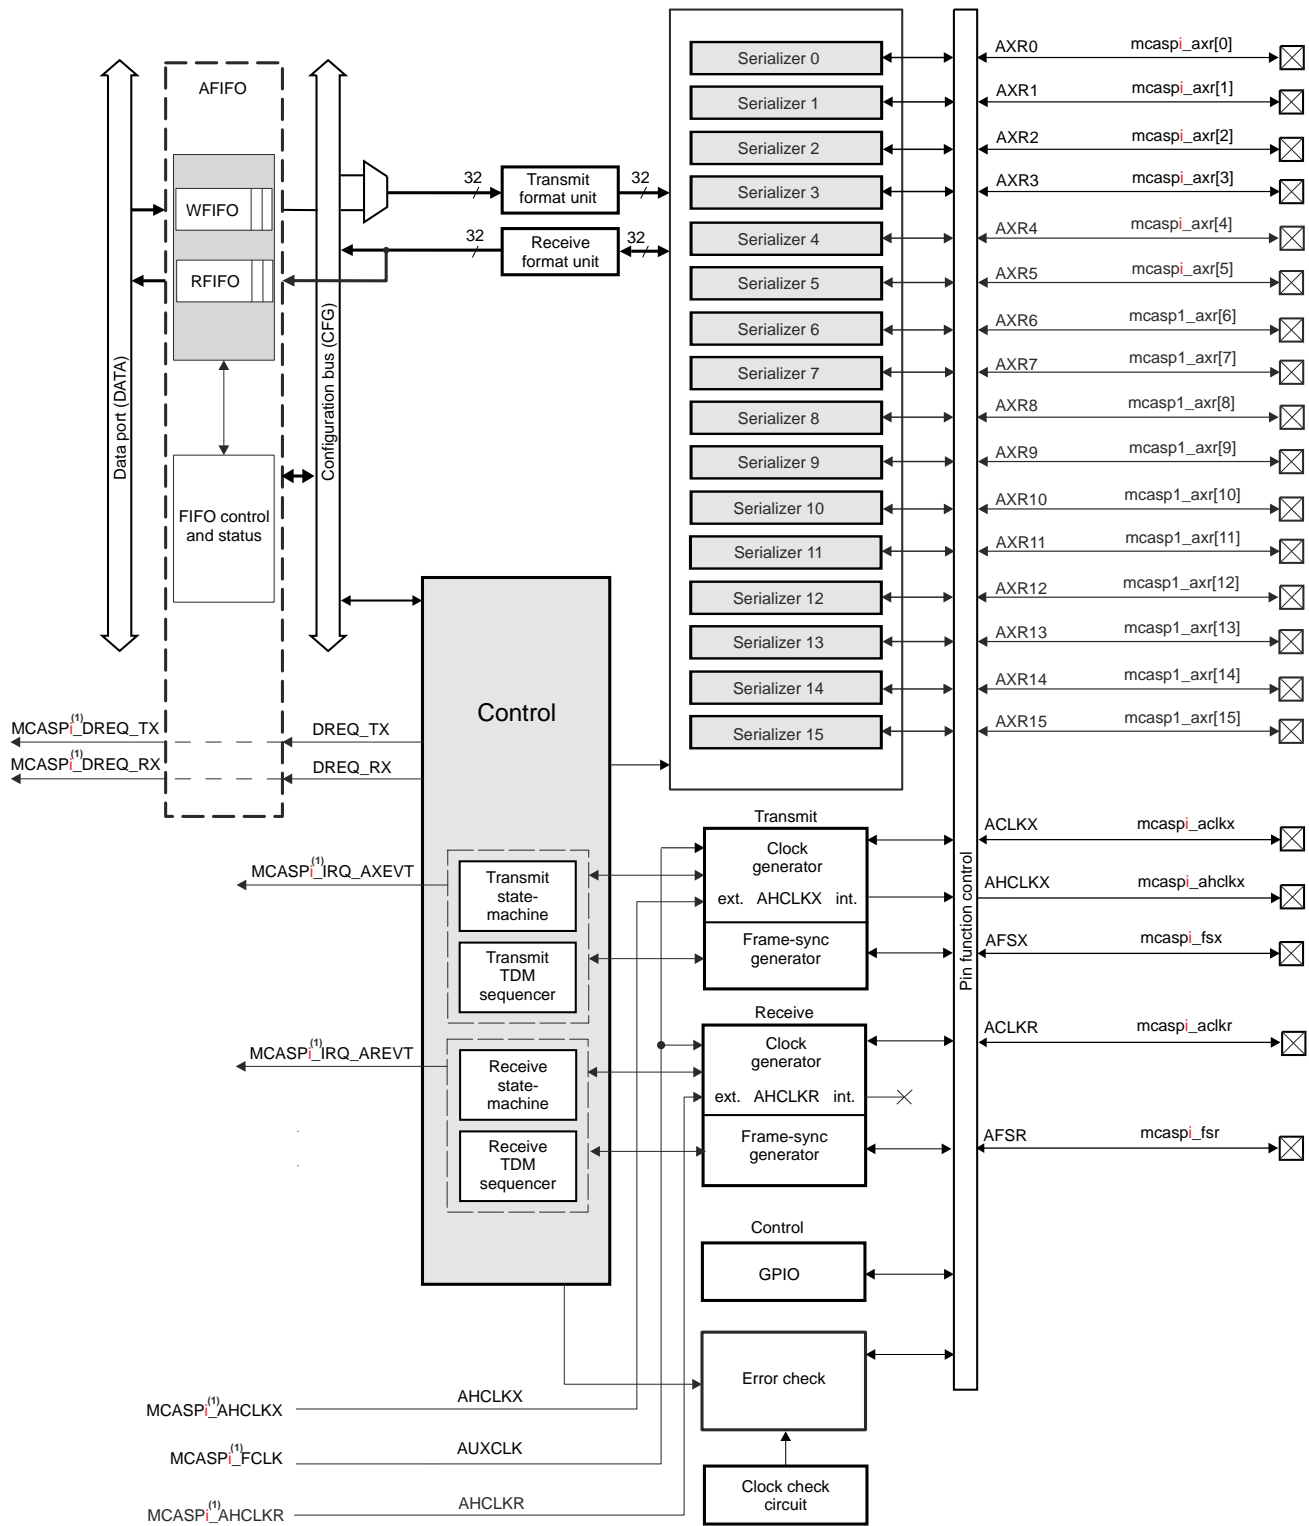 AFIFO
WFIFO
RFIFO
FIFO control
and status
Data port (DATA)
Configuration bus (CFG)
32
Transmit
format unit
32
32
Receive
format unit
32
Serializer 0
Serializer 1
Serializer 2
Serializer 3
Serializer 4
Serializer 5
Serializer 6
Serializer 7
Serializer 8
Serializer 9
Serializer 10
Serializer 11
Serializer 12
Serializer 13
Serializer 14
Serializer 15
AXR0 mcaspi_axr[0]
AXR1 mcaspi_axr[1]
AXR2 mcaspi_axr[2]
AXR3 mcaspi_axr[3]
AXR4 mcaspi_axr[4]
AXR5 mcaspi_axr[5]
AXR6 mcasp1_axr[6]
AXR7 mcasp1_axr[7]
AXR8 mcasp1_axr[8]
AXR9 mcasp1_axr[9]
AXR10 mcasp1_axr[10]
AXR11 mcasp1_axr[11]
AXR12 mcasp1_axr[12]
AXR13 mcasp1_axr[13]
AXR14 mcasp1_axr[14]
AXR15 mcasp1_axr[15]
ACLKX mcaspi_aclkx
AHCLKX mcaspi_ahclkx
AFSX mcaspi_fsx
ACLKR mcaspi_aclkr
AFSR mcaspi_fsr
Pin function control
Control
MCASPi(1)_DREQ_TX DREQ_TX
MCASPi(1)_DREQ_RX DREQ_RX
MCASPi(1)_IRQ_AXEVT
Transmit
state-
machine
Transmit
TDM
sequencer
MCASPi(1)_IRQ_AREVT
Receive
state-
machine
Receive
TDM
sequencer
Transmit
Clock
generator
ext. AHCLKX int.
Frame-sync
generator
Receive
Clock
generator
ext. AHCLKR int.
Frame-sync
generator
Control
GPIO
Error check
Clock check
circuit
MCASPi(1)_AHCLKX AHCLKX
MCASPi(1)_FCLK AUXCLK
MCASPi(1)_AHCLKR AHCLKR